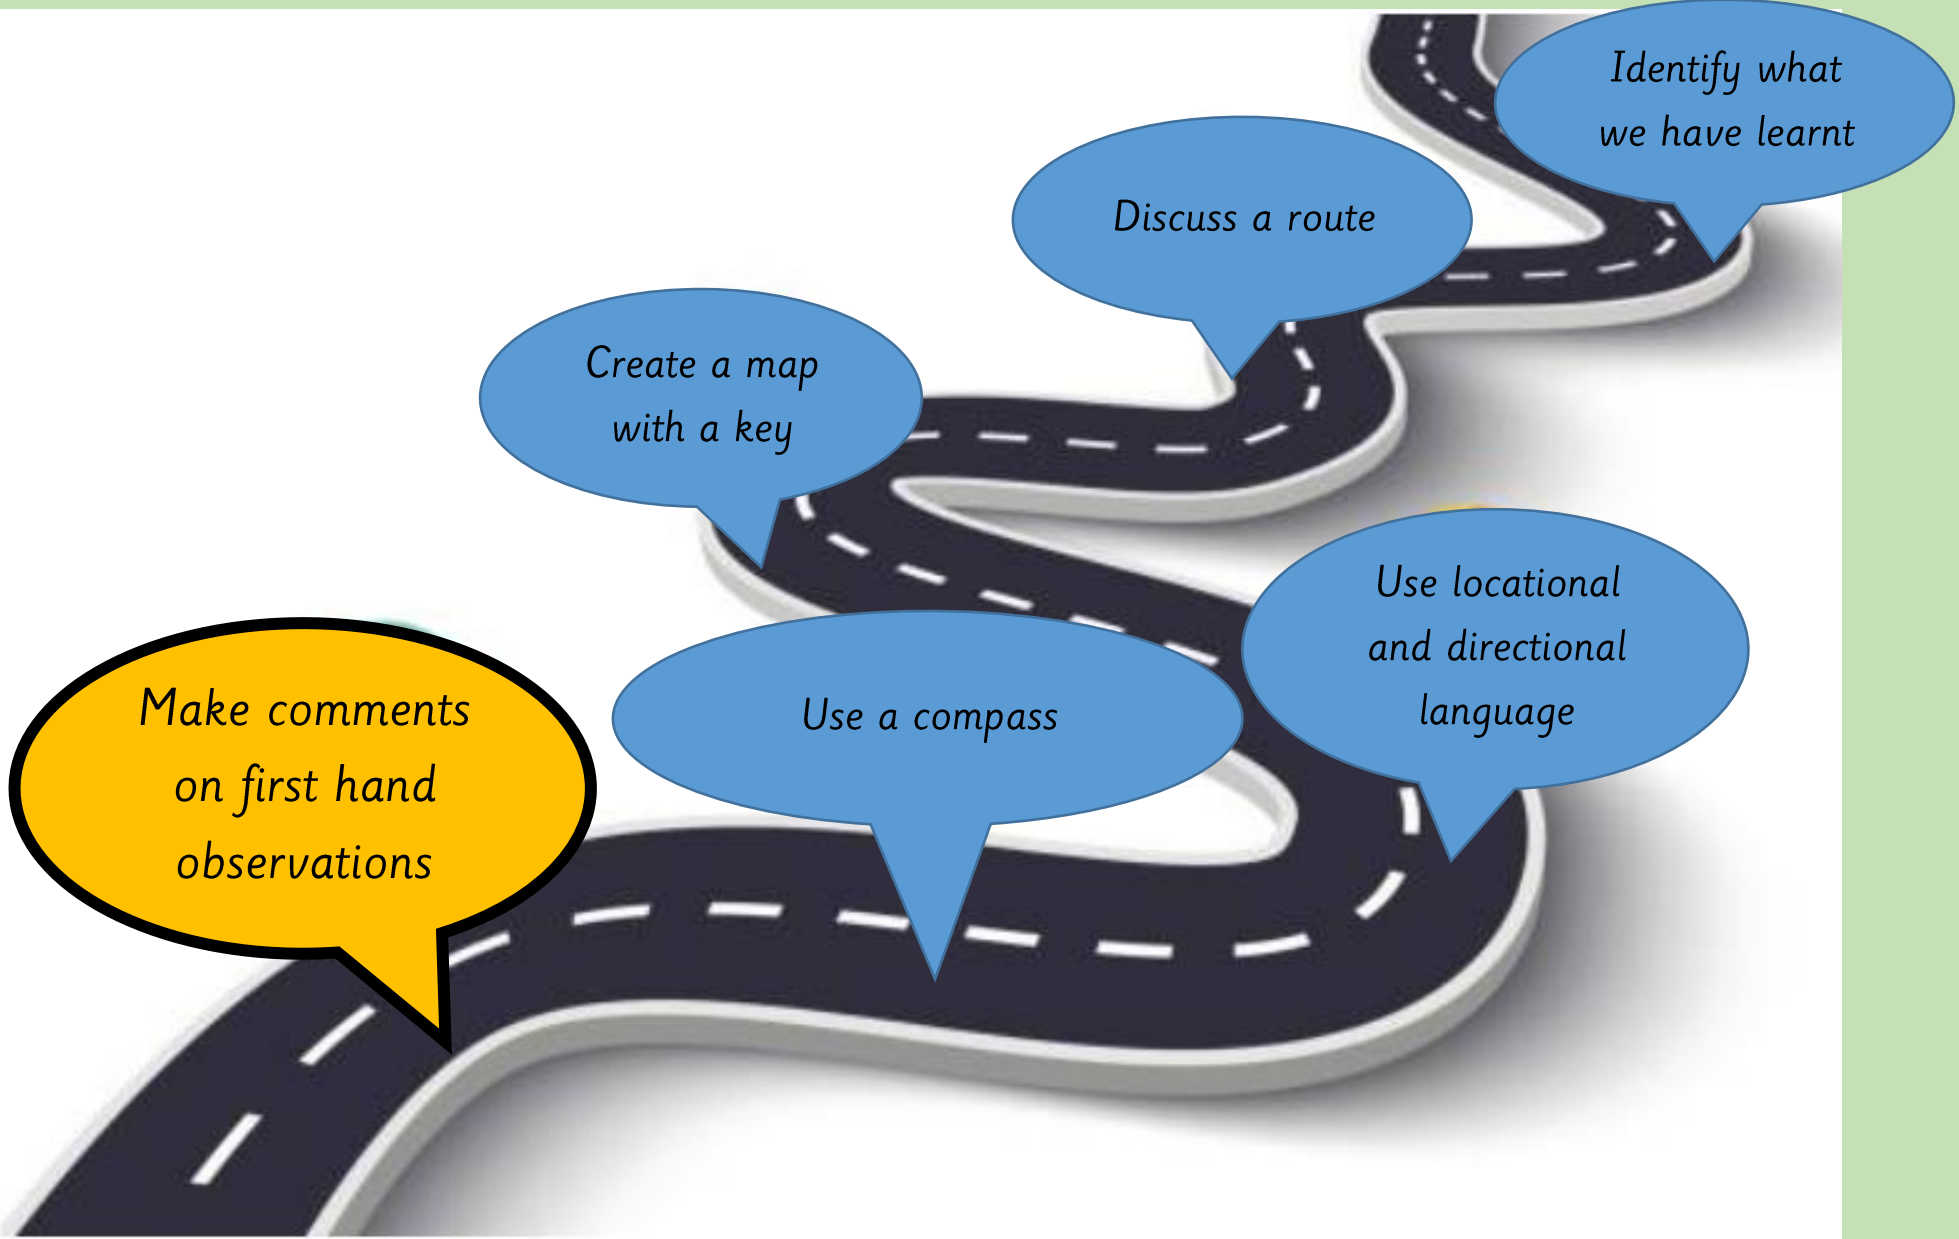 Identify what
we have learnt
Discuss a route
Create a map
with a key
Use locational
and directional
language
Use a compass
Make comments
on first hand
observations